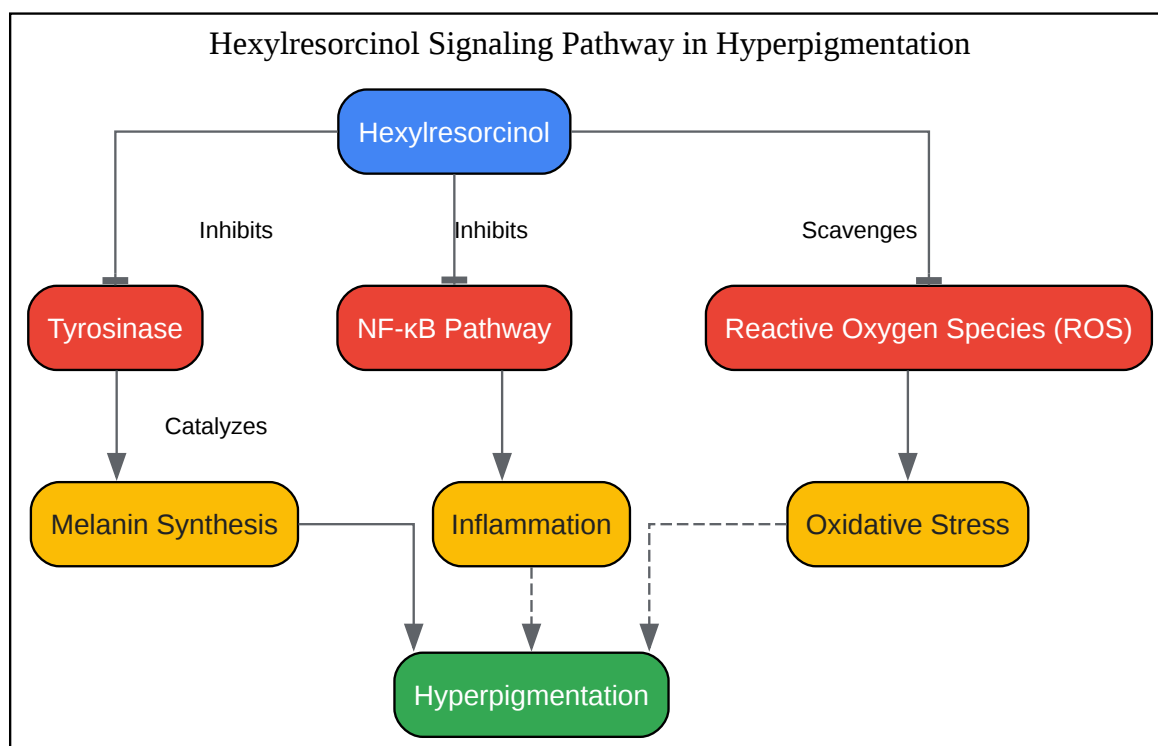 Hexylresorcinol Signaling Pathway in Hyperpigmentation
Hexylresorcinol
Inhibits
Inhibits
Scavenges
Tyrosinase
NF-κB Pathway
Reactive Oxygen Species (ROS)
Catalyzes
Melanin Synthesis
Inflammation
Oxidative Stress
Hyperpigmentation